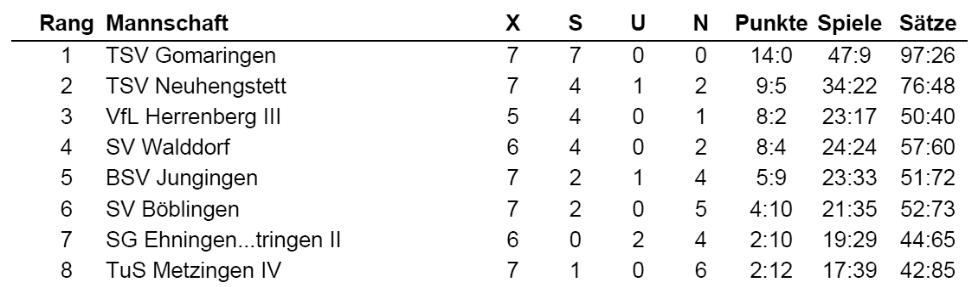 Rang Mannschaft X S U N Punkte Spiele Sätze
1 TSV Gomaringen 7 7 0 0 14:0 47:9 97:26
2 TSV Neuhengstett 7 4 1 2 9:5 34:22 76:48
3 VfL Herrenberg III 5 4 0 1 8:2 23:17 50:40
4 SV Walddorf 6 4 0 2 8:4 24:24 57:60
5 BSV Jungingen 7 2 1 4 5:9 23:33 51:72
6 SV Böblingen 7 2 0 5 4:10 21:35 52:73
7 SG Ehningen...tringen II 6 0 2 4 2:10 19:29 44:65
8 TuS Metzingen IV 7 1 0 6 2:12 17:39 42:85